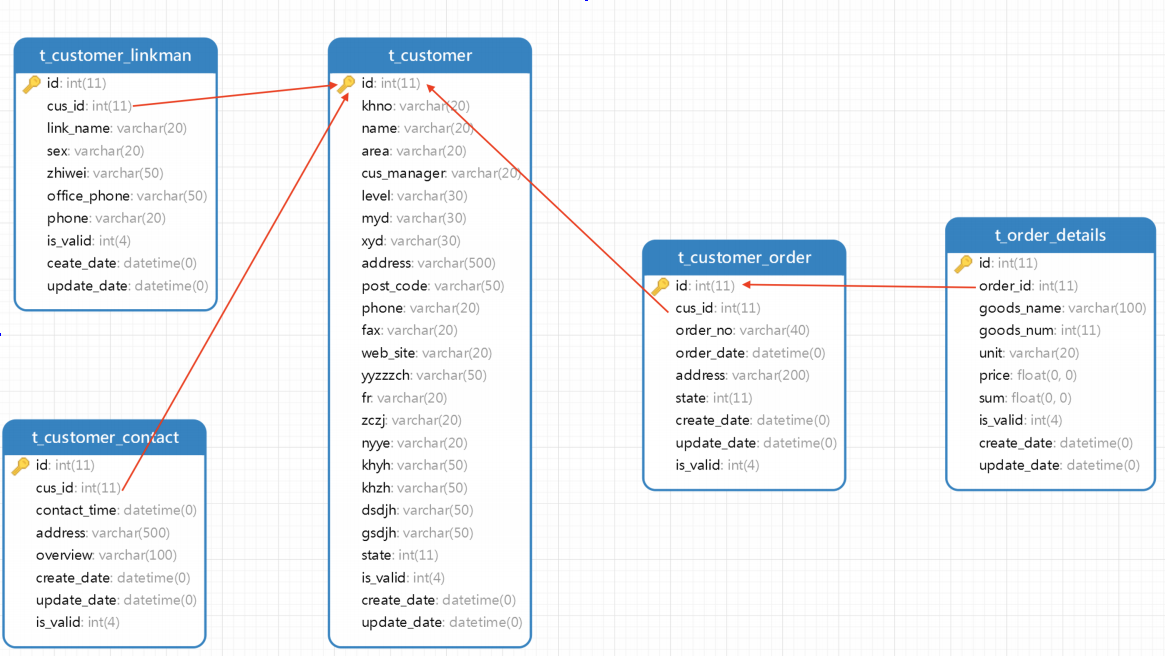 t_customer_linkman
id: int(11)
cus_id: int(11)
link_name: varchar(20)
sex: varchar(20)
zhiwei: varchar(50)
office_phone: varchar(50)
phone: varchar(20)
is_valid: int(4)
ceate_date: datetime(0)
update_date: datetime(0)
t_customer
id: int(11)
khno: varchar(20)
name: varchar(20)
area: varchar(20)
cus_manager: varchar(20)
level: varchar(30)
myd: varchar(30)
xyd: varchar(30)
address: varchar(500)
post_code: varchar(50)
phone: varchar(20)
fax: varchar(20)
web_site: varchar(20)
yyzzzch: varchar(50)
fr: varchar(20)
zczj: varchar(20)
nyye: varchar(20)
khyh: varchar(50)
khzh: varchar(50)
dsdjh: varchar(50)
gsdjh: varchar(50)
state: int(11)
is_valid: int(4)
create_date: datetime(0)
update_date: datetime(0)
t_customer_order
id: int(11)
cus_id: int(11)
order_no: varchar(40)
order_date: datetime(0)
address: varchar(200)
state: int(11)
create_date: datetime(0)
update_date: datetime(0)
is_valid: int(4)
t_order_details
id: int(11)
order_id: int(11)
goods_name: varchar(100)
goods_num: int(11)
unit: varchar(20)
price: float(0, 0)
sum: float(0, 0)
is_valid: int(4)
create_date: datetime(0)
update_date: datetime(0)
t_customer_contact
id: int(11)
cus_id: int(11)
contact_time: datetime(0)
address: varchar(500)
overview: varchar(100)
create_date: datetime(0)
update_date: datetime(0)
is_valid: int(4)